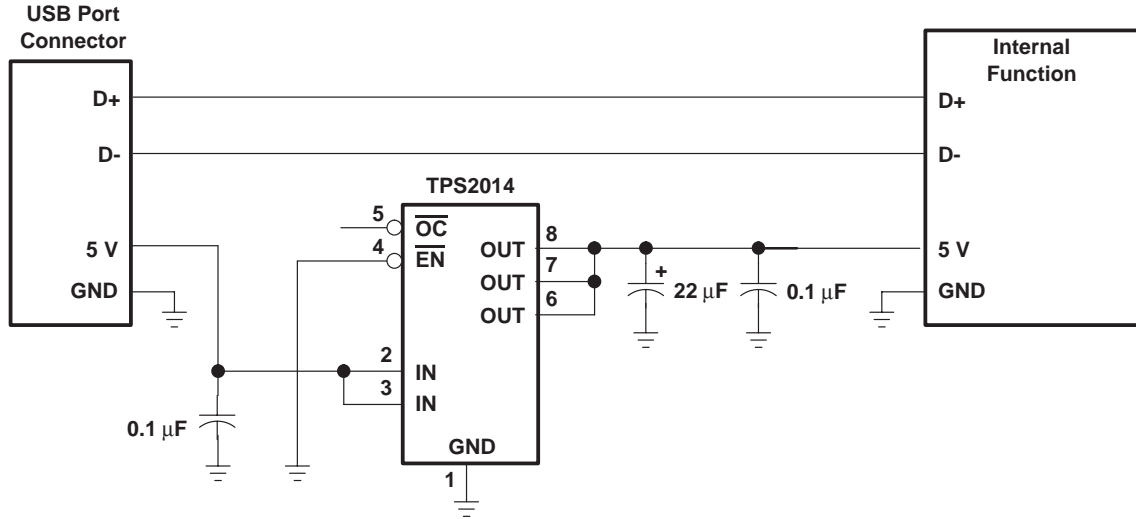 USB Port
Connector
D+
D-
5 V
GND
0.1 μF
TPS2014
5
OC
4
EN
2
IN
3
IN
GND
1
8
OUT
7
OUT
6
OUT
+
22 μF
0.1 μF
Internal
Function
D+
D-
5 V
GND